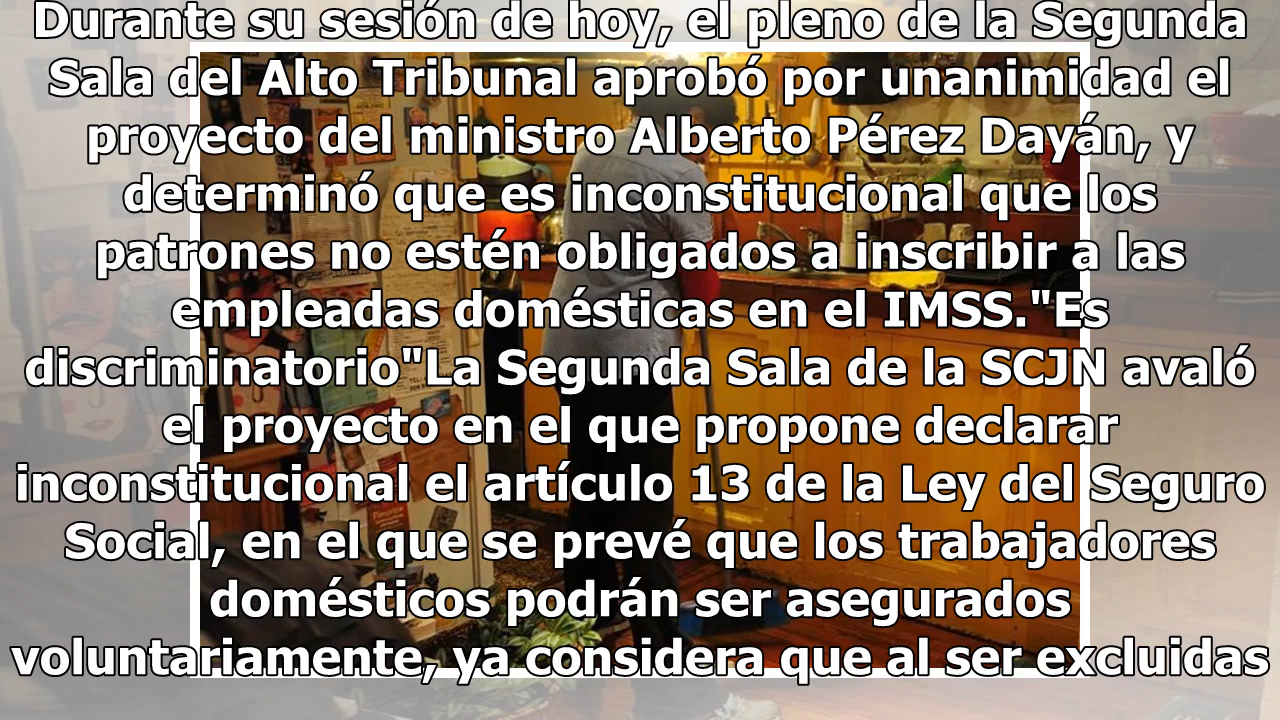 Durante su sesión de hoy, el pleno de la Segunda
Sala del Alto Tribunal aprobó por unanimidad el
proyecto del ministro Alberto Pérez Dayán, y
determinó que es inconstitucional que los
patrones no estén obligados a inscribir a las
empleadas domésticas en el IMSS."Es
discriminatorio"La Segunda Sala de la SCJN avaló
el proyecto en el que propone declarar
inconstitucional el artículo 13 de la Ley del Seguro
Social, en el que se prevé que los trabajadores
domésticos podrán ser asegurados
voluntariamente, ya considera que al ser excluidas